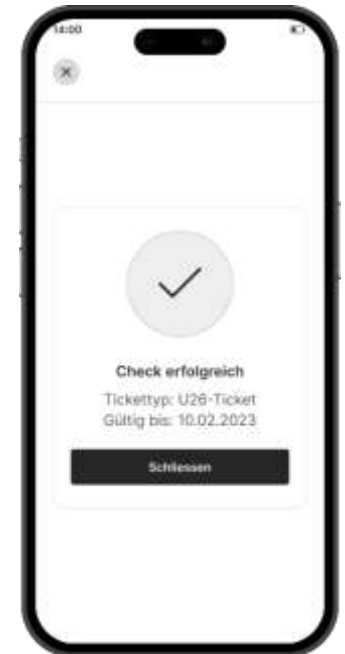 14:00
Check erfolgreich
Tickettyp: U26-Ticket
Gültig bis: 10.02.2023
Schliessen